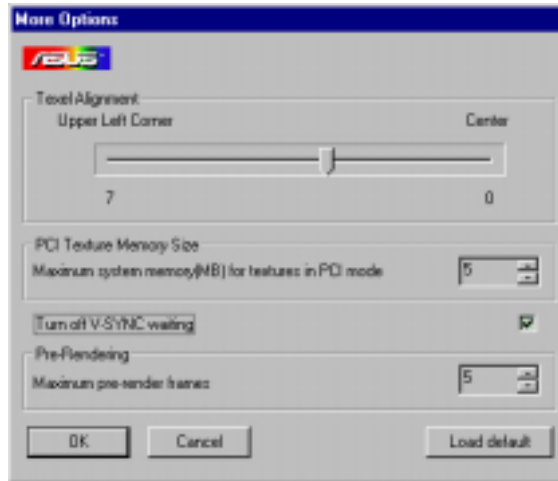 More Options
ASUS
Texel Alignment
Upper Left Corner Center
7 0
PCI Texture Memory Size
Maximum system memory(MB) for textures in PCI mode 5
Turn off V-SYNC waiting
Pre-Rendering
Maximum pre-render frames 5
OK Cancel Load default